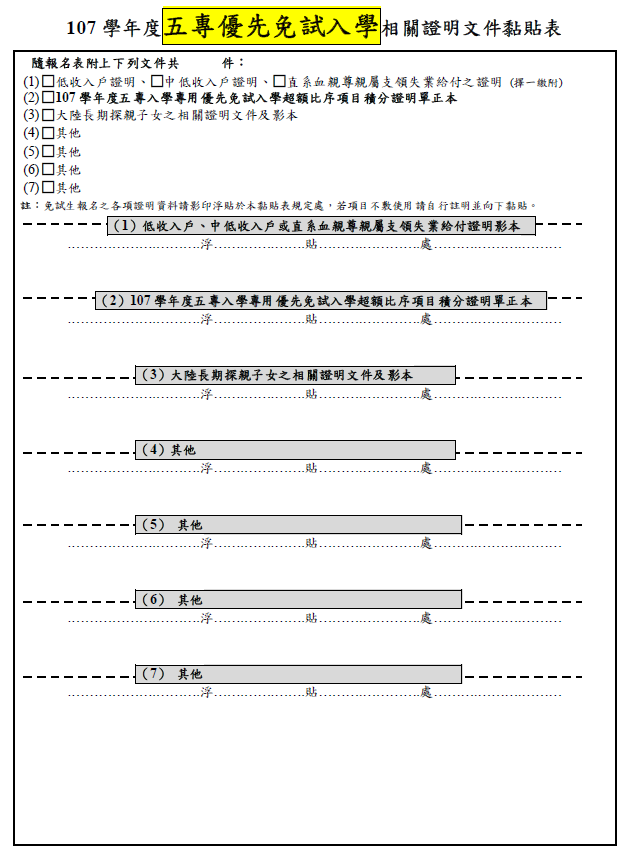 107 學年度五專優先免試入學相關證明文件黏貼表
隨報名表附上下列文件共　　　件：
(1)□低收入戶證明、□中低收入戶證明、□直系血親尊親屬支領失業給付之證明 (擇一繳附)
(2)□107 學年度五專入學專用優先免試入學超額比序項目積分證明單正本
(3)□大陸長期探親子女之相關證明文件及影本
(4)□其他
(5)□其他
(6)□其他
(7)□其他
註：免試生報名之各項證明資料請影印浮貼於本黏貼表規定處，若項目不敷使用請自行註明並向下黏貼。
（1）低收入戶、中低收入戶或直系血親尊親屬支領失業給付證明影本
浮　貼　處
（2）107 學年度五專入學專用優先免試入學超額比序項目積分證明單正本
浮　貼　處
（3）大陸長期探親子女之相關證明文件及影本
浮　貼　處
（4）其他
浮　貼　處
（5） 其他
浮　貼　處
（6） 其他
浮　貼　處
（7） 其他
浮　貼　處